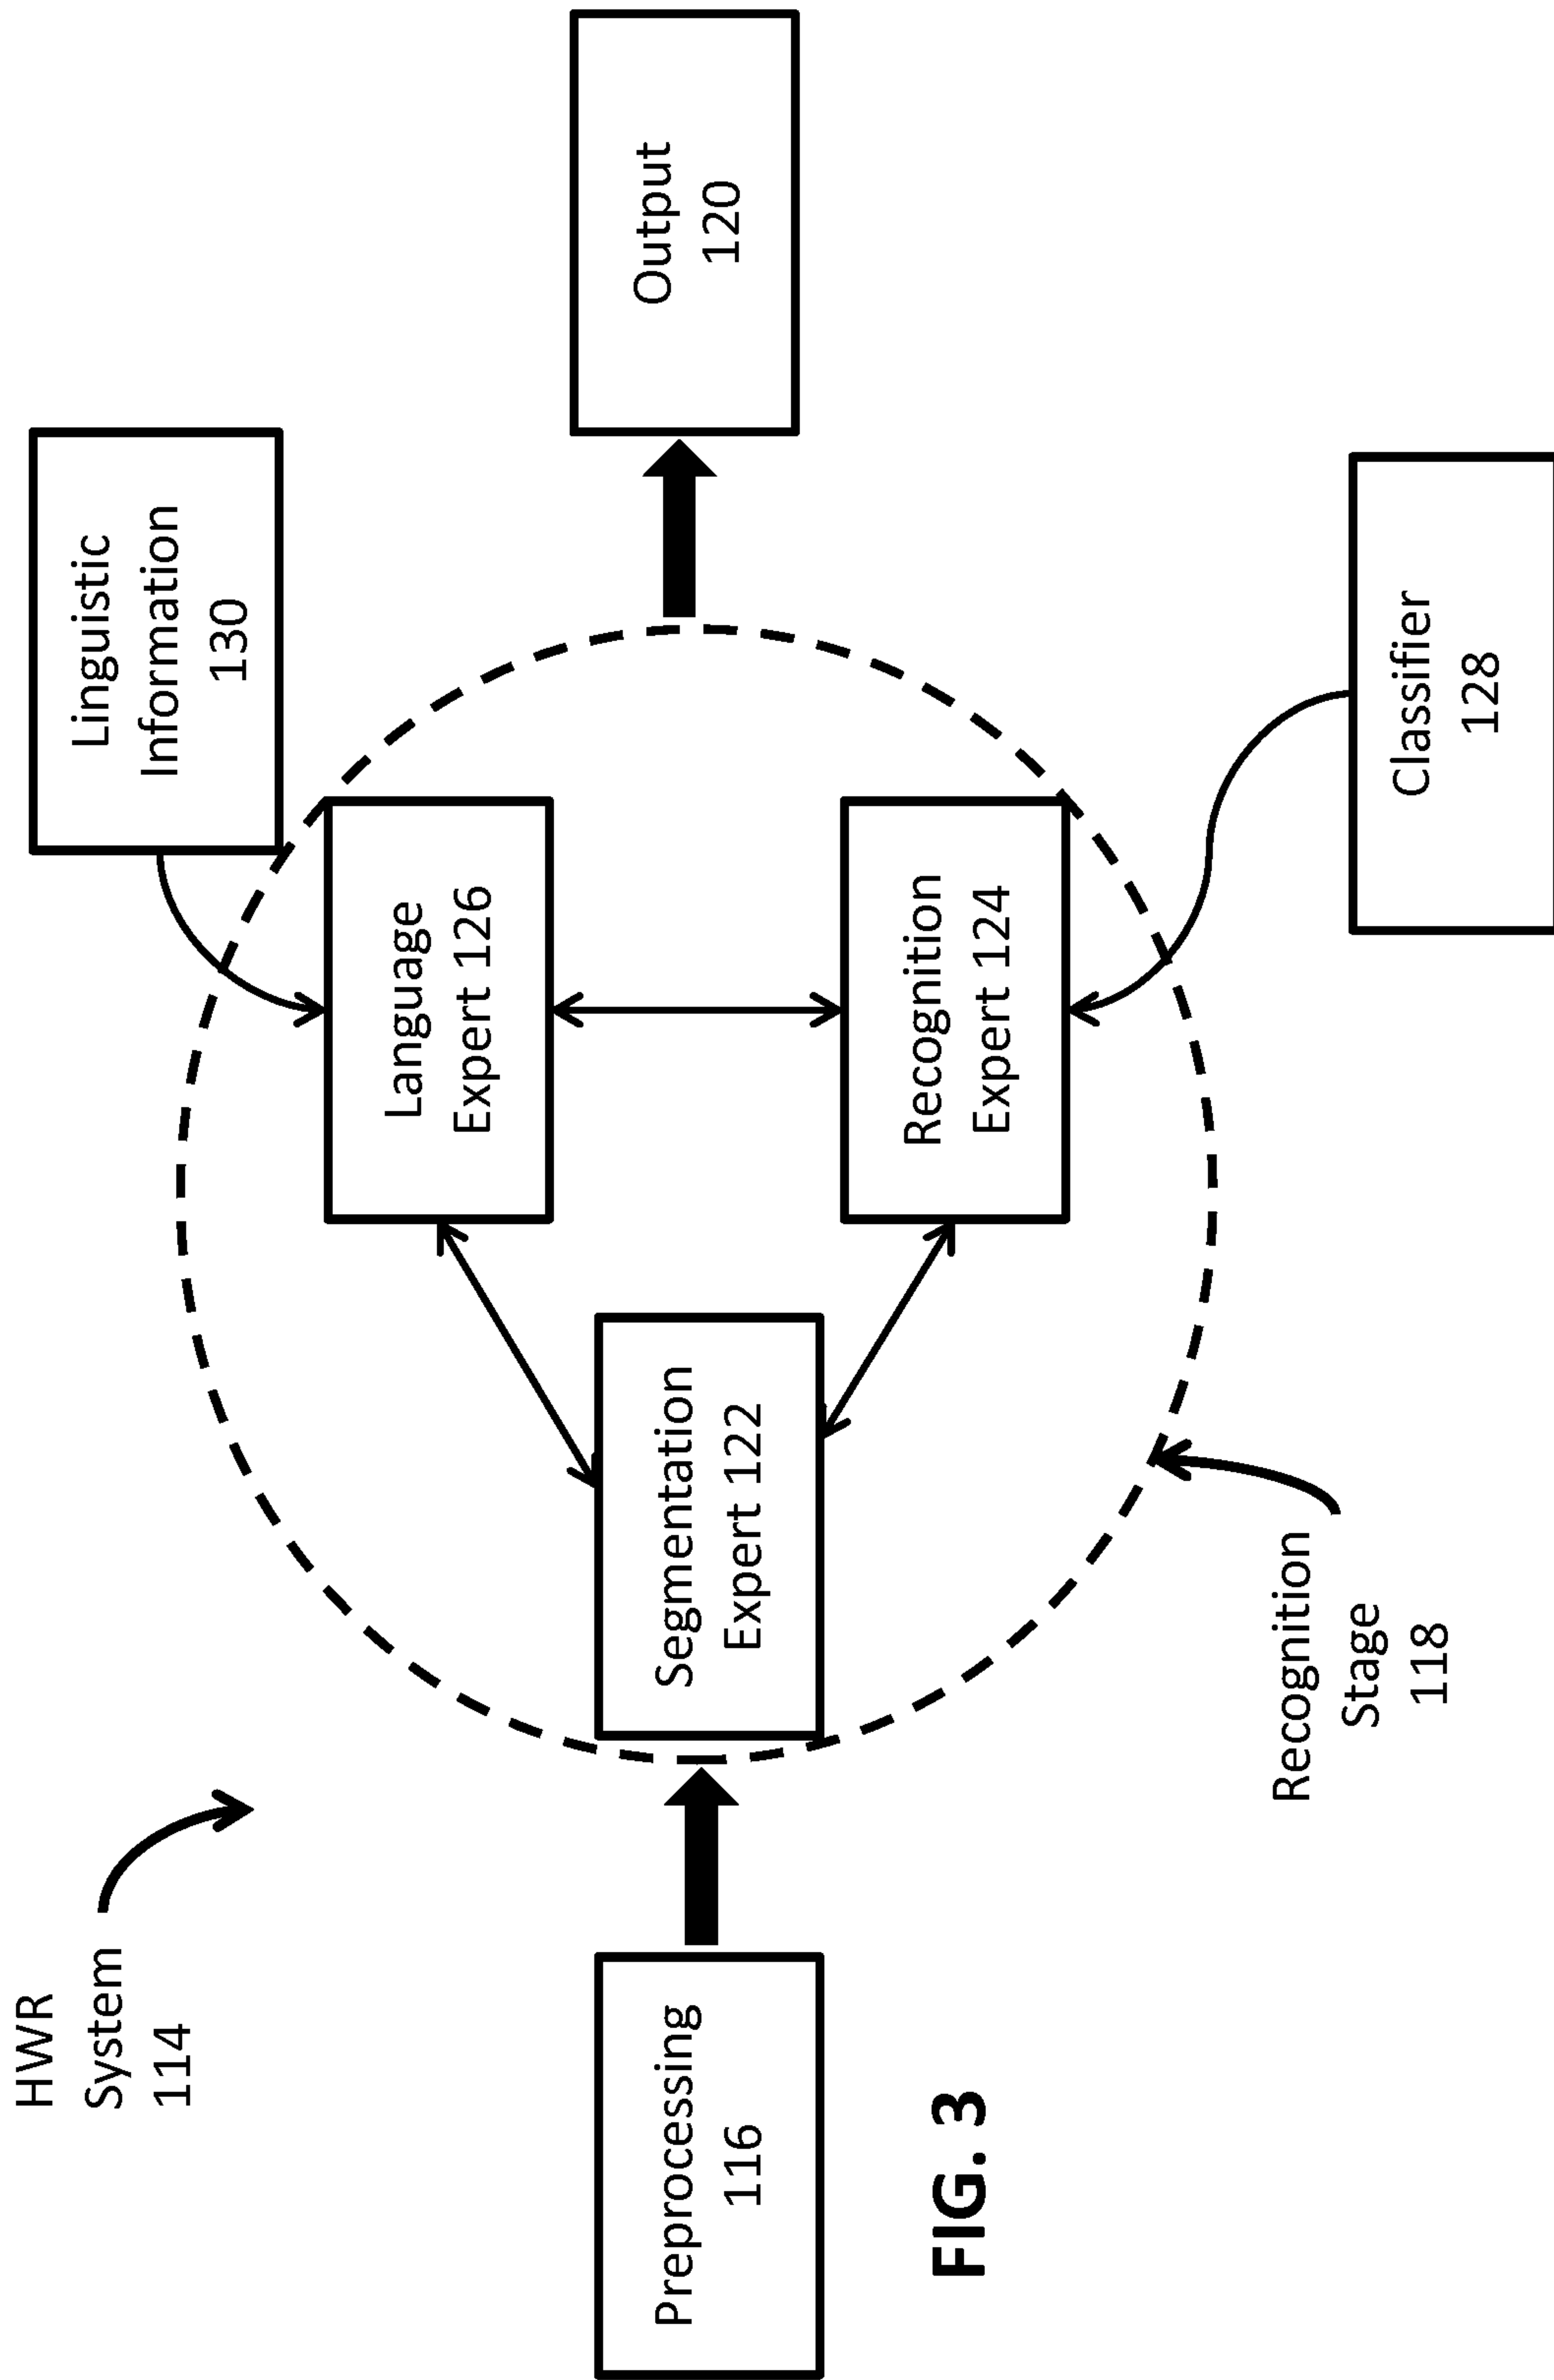 HWR
System
114
Linguistic
Information
130
Language
Expert 126
Preprocessing
116
Segmentation
Expert 122
Output
120
Recognition
Expert 124
Recognition
Stage
118
Classifier
128
FIG. 3